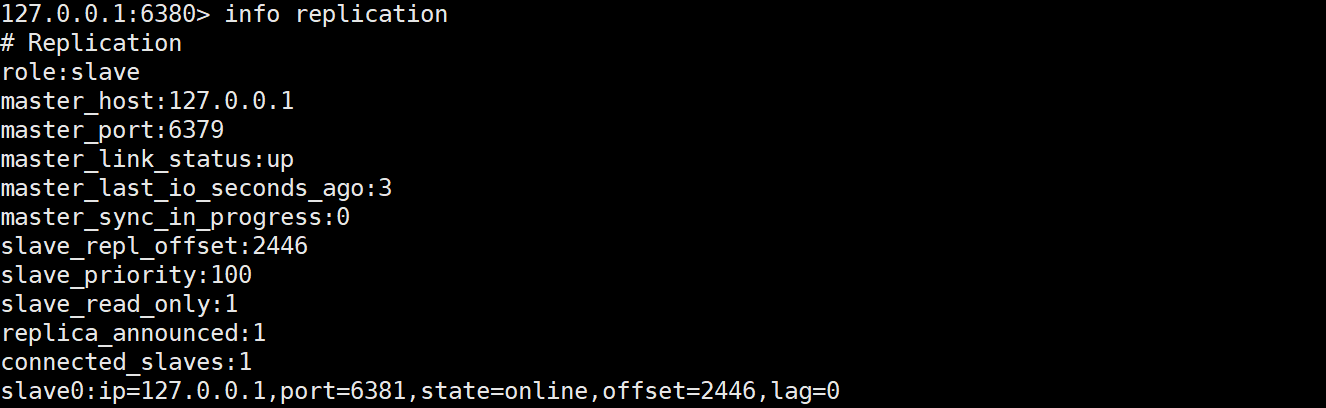 127.0.0.1:6380> info replication
# Replication
role:slave
master_host:127.0.0.1
master_port:6379
master_link_status:up
master_last_io_seconds_ago:3
master_sync_in_progress:0
slave_repl_offset:2446
slave_priority:100
slave_read_only:1
replica_announced:1
connected_slaves:1
slave0:ip=127.0.0.1,port=6381,state=online,offset=2446,lag=0